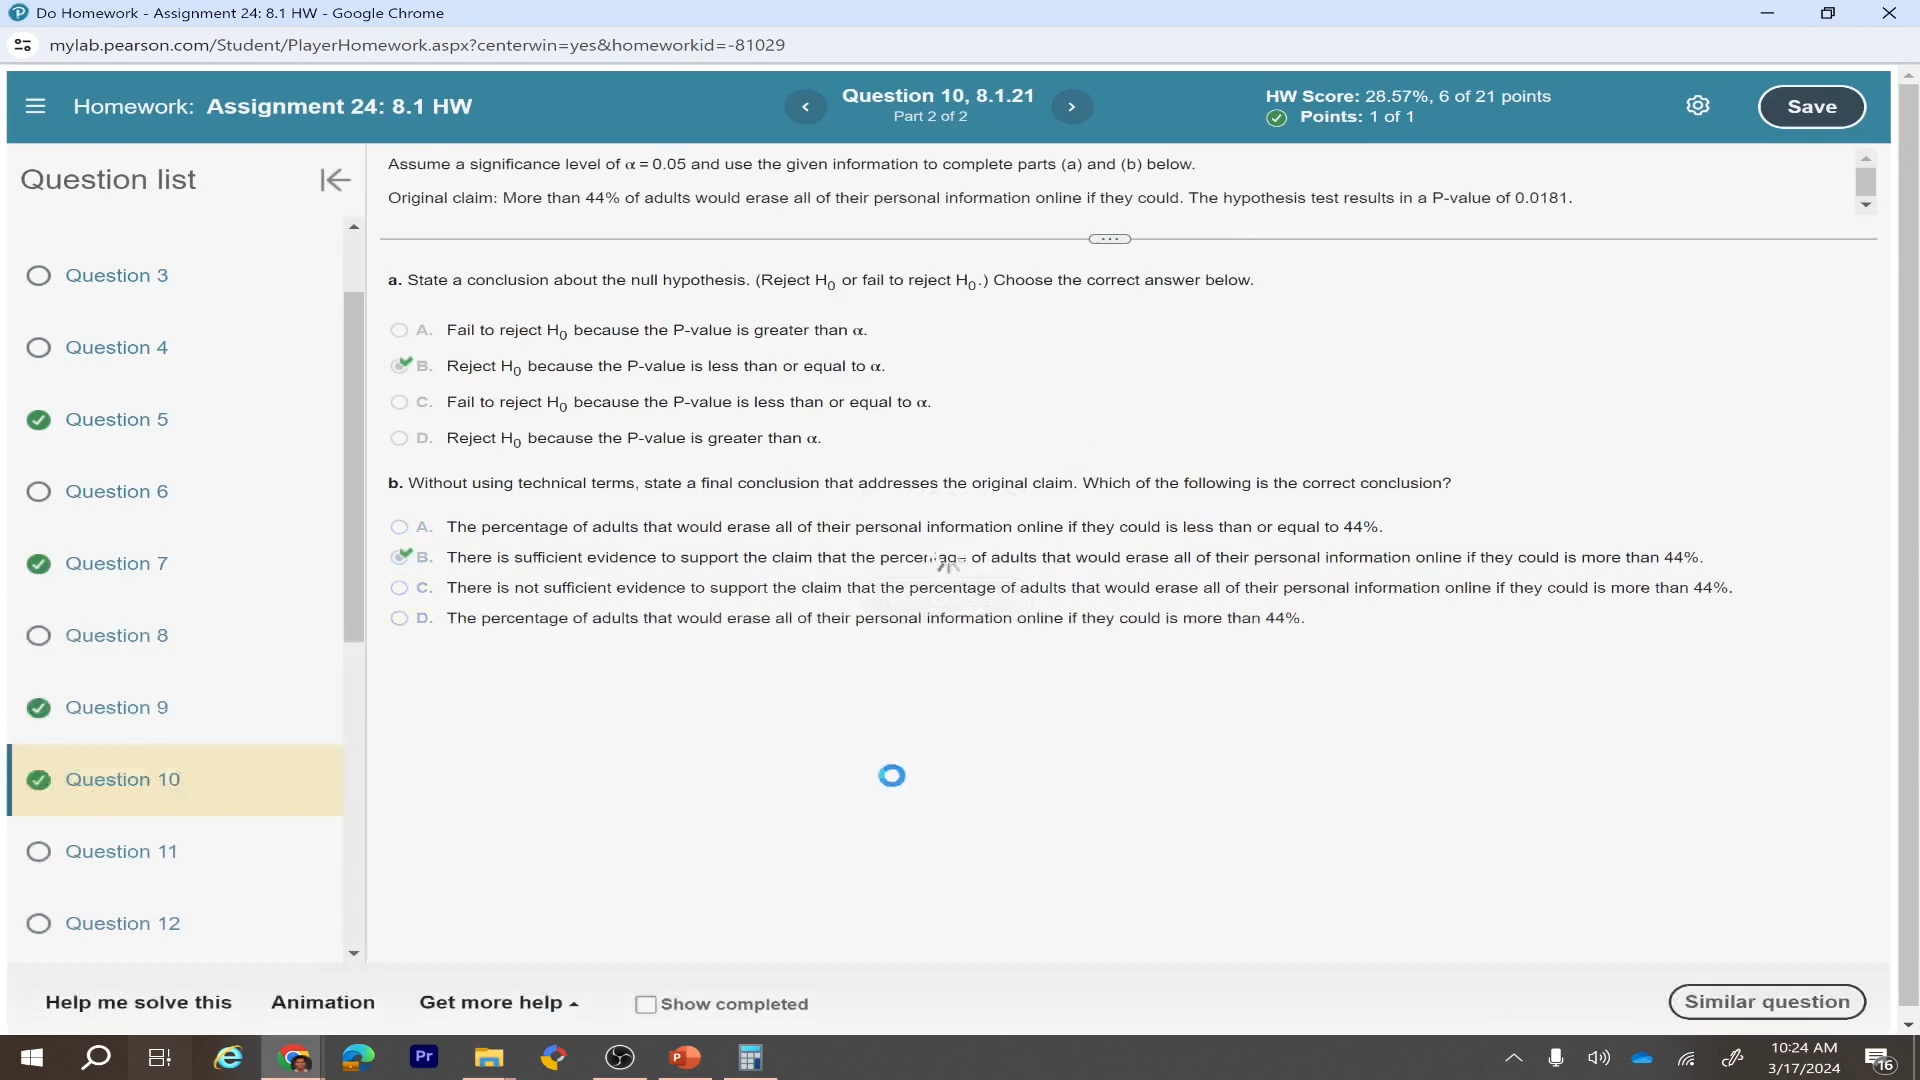 Do Homework - Assignment 24: 8.1 HW - Google Chrome
mylab.pearson.com/Student/PlayerHomework.aspx?centerwin=yes&homeworkid=-81029
Homework: Assignment 24: 8.1 HW
Question 10, 8.1.21
Part 2 of 2
HW Score: 28.57%, 6 of 21 points
Points: 1 of 1
Save
Question list
Question 3
Question 4
Question 5
Question 6
Question 7
Question 8
Question 9
Question 10
Question 11
Question 12
Assume a significance level of α = 0.05 and use the given information to complete parts (a) and (b) below.
Original claim: More than 44% of adults would erase all of their personal information online if they could. The hypothesis test results in a P-value of 0.0181.
a. State a conclusion about the null hypothesis. (Reject H0 or fail to reject H0.) Choose the correct answer below.
A. Fail to reject H0 because the P-value is greater than α.
B. Reject H0 because the P-value is less than or equal to α.
C. Fail to reject H0 because the P-value is less than or equal to α.
D. Reject H0 because the P-value is greater than α.
b. Without using technical terms, state a final conclusion that addresses the original claim. Which of the following is the correct conclusion?
A. The percentage of adults that would erase all of their personal information online if they could is less than or equal to 44%.
B. There is sufficient evidence to support the claim that the percentage of adults that would erase all of their personal information online if they could is more than 44%.
C. There is not sufficient evidence to support the claim that the percentage of adults that would erase all of their personal information online if they could is more than 44%.
D. The percentage of adults that would erase all of their personal information online if they could is more than 44%.
Help me solve this
Animation
Get more help
Show completed
Similar question
Pr
P
10:24 AM
3/17/2024
16